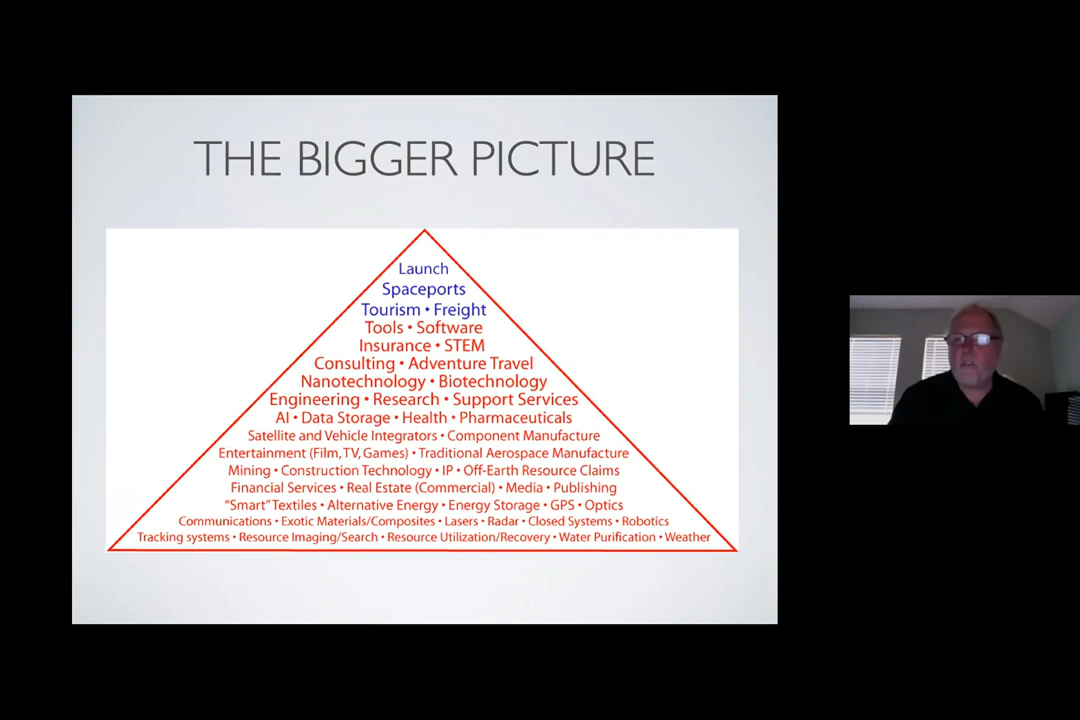 THE BIGGER PICTURE
Launch
Spaceports
Tourism • Freight
Tools • Software
Insurance • STEM
Consulting • Adventure Travel
Nanotechnology • Biotechnology
Engineering • Research • Support Services
AI • Data Storage • Health • Pharmaceuticals
Satellite and Vehicle Integrators • Component Manufacture
Entertainment (Film, TV, Games) • Traditional Aerospace Manufacture
Mining • Construction Technology • IP • Off-Earth Resource Claims
Financial Services • Real Estate (Commercial) • Media • Publishing
“Smart” Textiles • Alternative Energy • Energy Storage • GPS • Optics
Communications • Exotic Materials/Composites • Lasers • Radar • Closed Systems • Robotics
Tracking systems • Resource Imaging/Search • Resource Utilization/Recovery • Water Purification • Weather